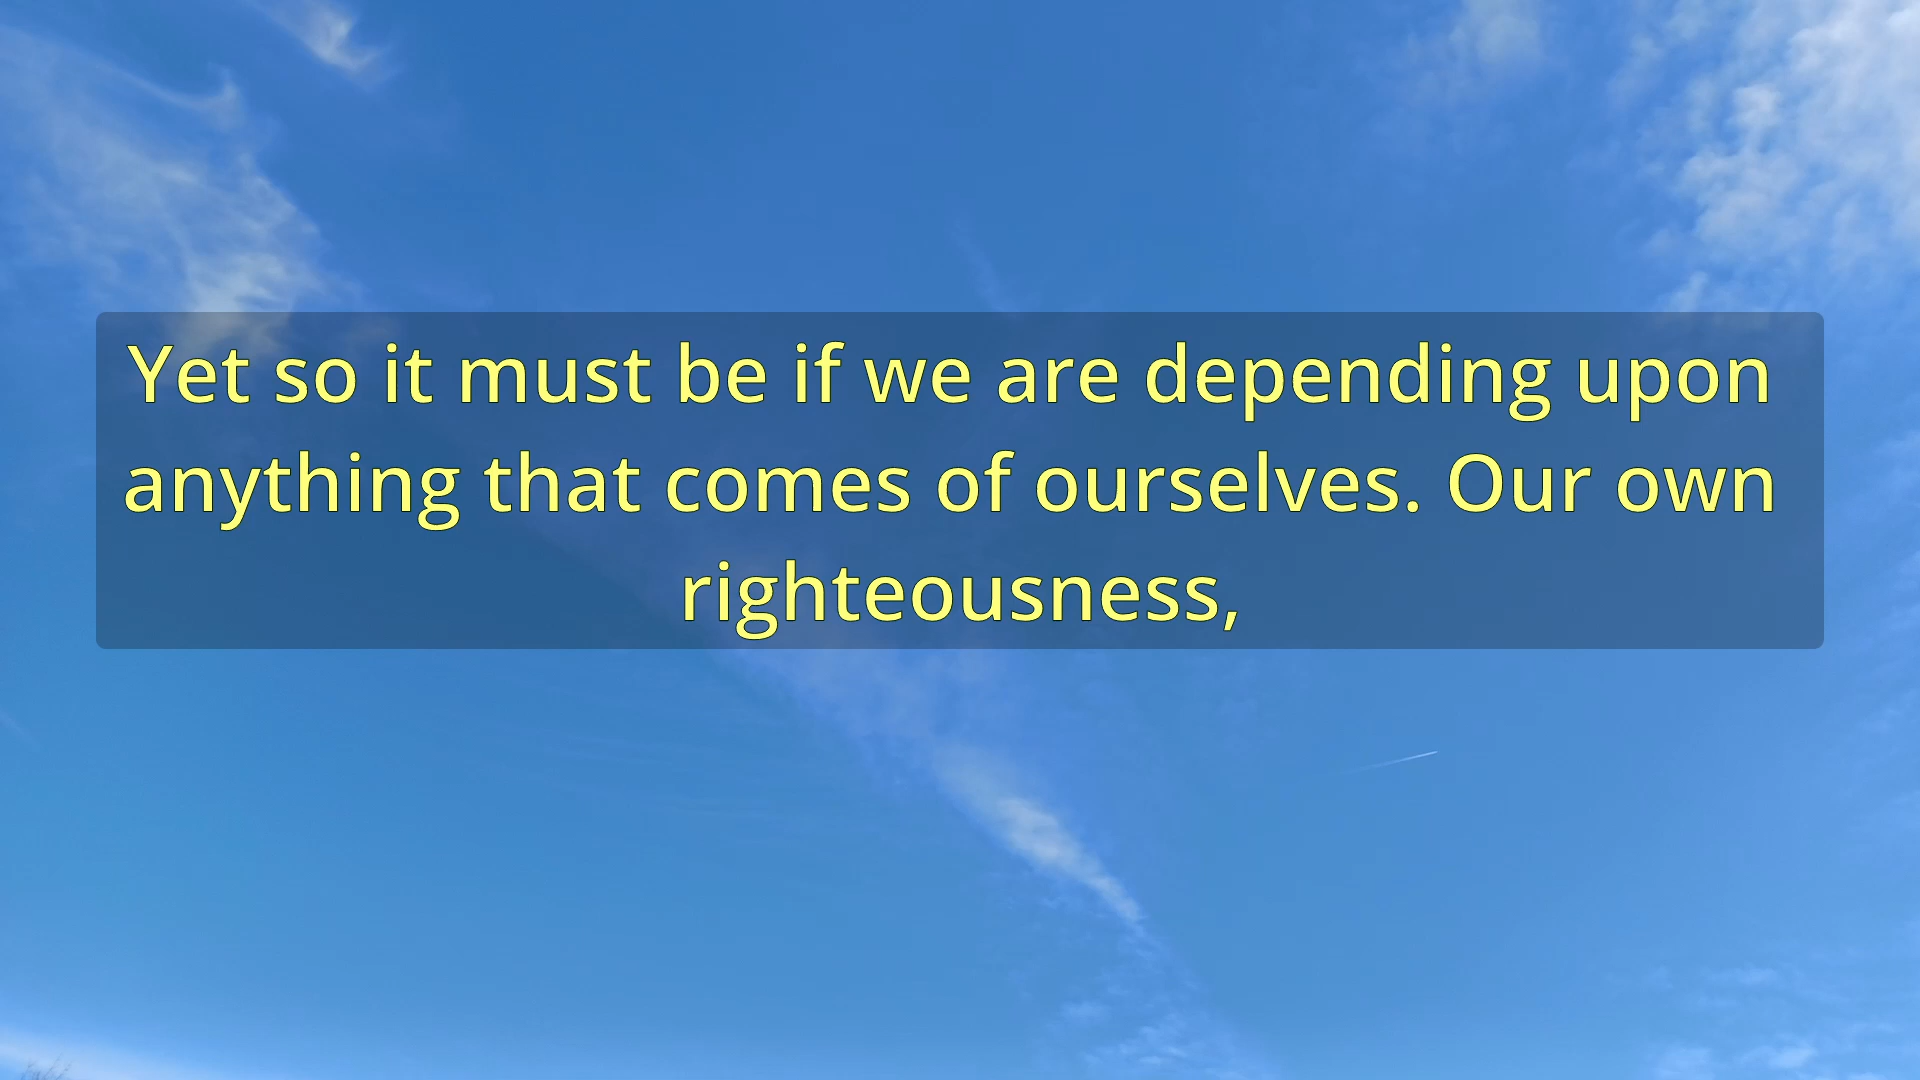 Yet so it must be if we are depending upon
anything that comes of ourselves. Our own
righteousness,